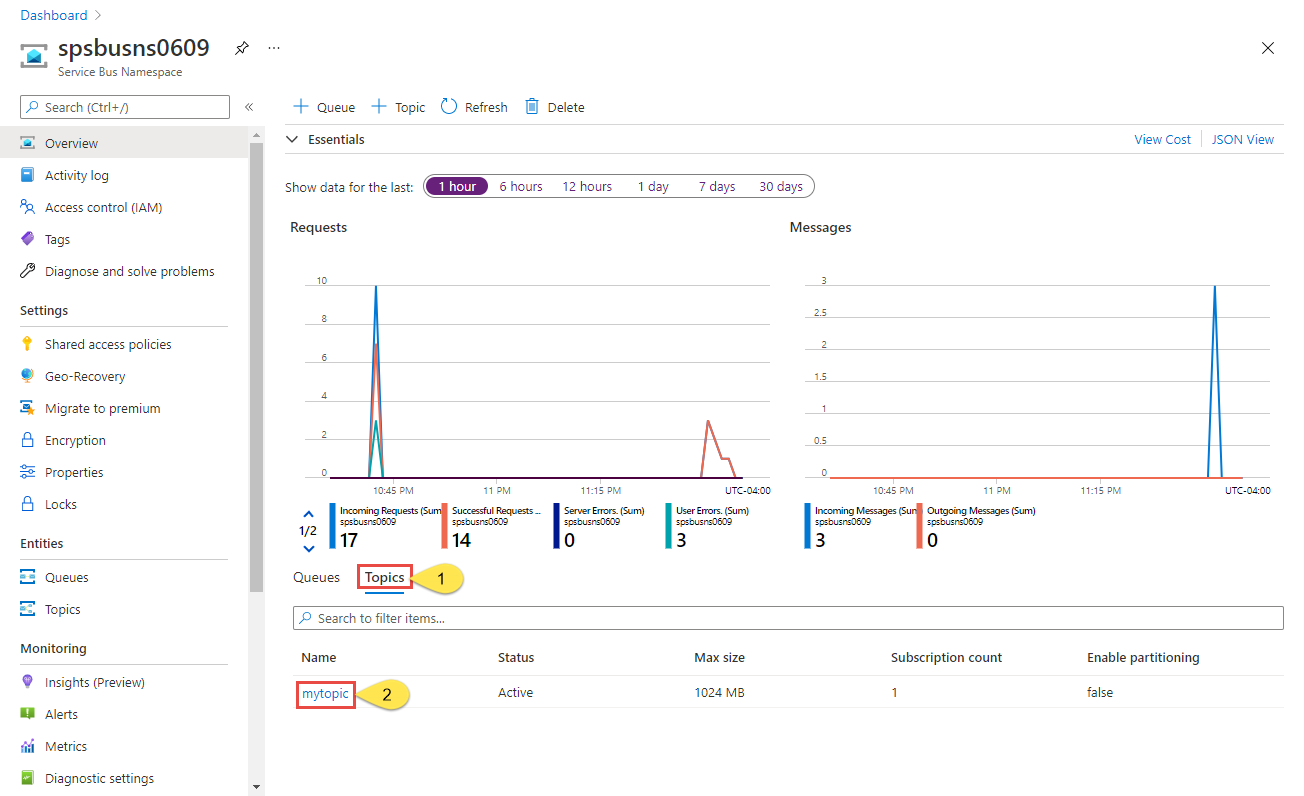 Dashboard
spsbusns0609
Service Bus Namespace
Search (Ctrl+/)
Overview
Activity log
Access control (IAM)
Tags
Diagnose and solve problems
Settings
Shared access policies
Geo-Recovery
Migrate to premium
Encryption
Properties
Locks
Entities
Queues
Topics
Monitoring
Insights (Preview)
Alerts
Metrics
Diagnostic settings
Queue Topic Refresh Delete
Essentials View Cost JSON View
Show data for the last: 1 hour 6 hours 12 hours 1 day 7 days 30 days
Requests
10
8
6
4
2
0
10:45 PM 11 PM 11:15 PM UTC-04:00
1/2
Incoming Requests (Sum)
spsbusns0609
17
Successful Requests ...
spsbusns0609
14
Server Errors. (Sum)
spsbusns0609
0
User Errors. (Sum)
spsbusns0609
3
Messages
3
2.5
2
1.5
1
0.5
0
10:45 PM 11 PM 11:15 PM UTC-04:00
Incoming Messages (Sum)
spsbusns0609
3
Outgoing Messages (Sum)
spsbusns0609
0
Queues Topics 1
Search to filter items...
Name Status Max size Subscription count Enable partitioning
mytopic 2 Active 1024 MB 1 false